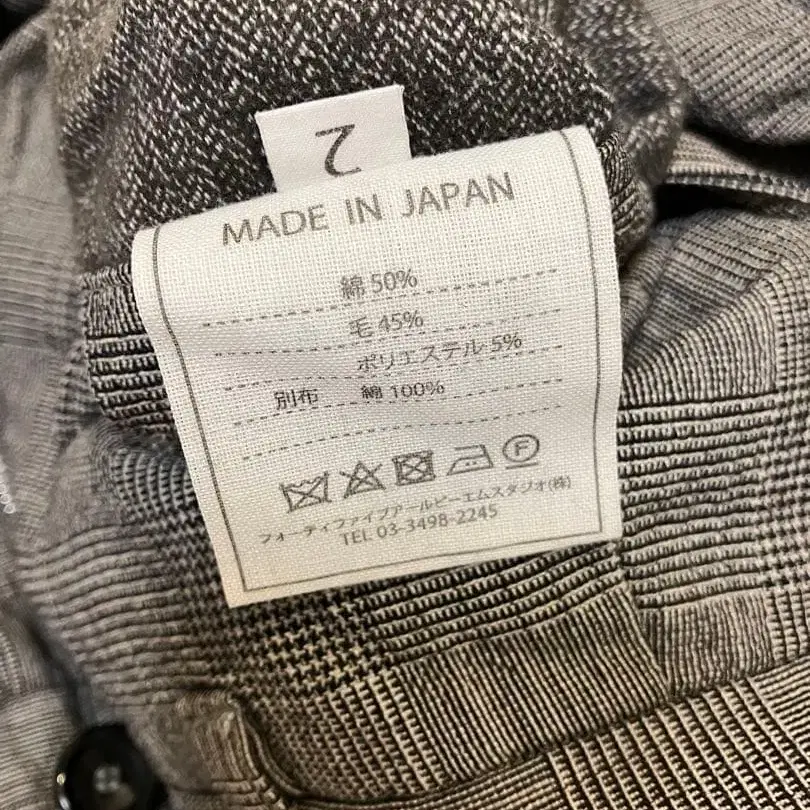 2
MADE IN JAPAN
綿 50%
毛 45%
ポリエステル 5%
別布 綿 100%
F
フォーティファイブアールピーエムスタジオ(株)
TEL 03-3498-2245